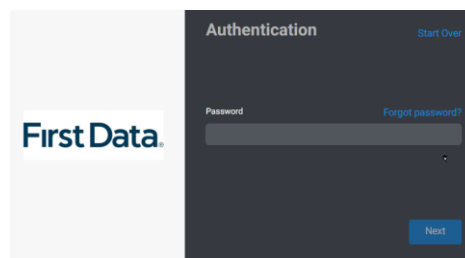 Authentication
Start Over
Password
Forgot password?
First Data.
Next